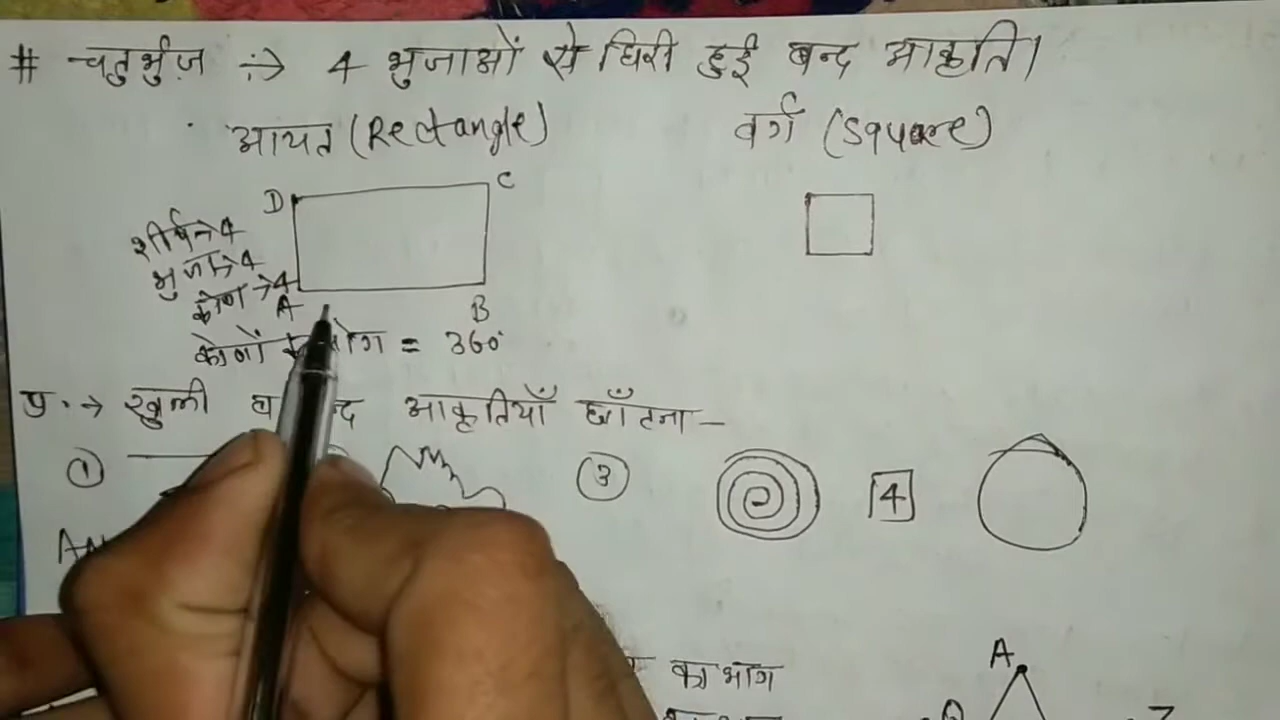 # चतुर्भुज ÷→ 4 भुजाओं से घिरी हुई बन्द आकृति।
आयत (Rectangle) वर्ग (Square)
D C
शीर्ष→4
भुजा→4
कोण→4
A B
कोणों योग = 360°
प्र.→ खुली ब न्द आकृतियाँ छाँटना—
① ③ 4
का भाग
A